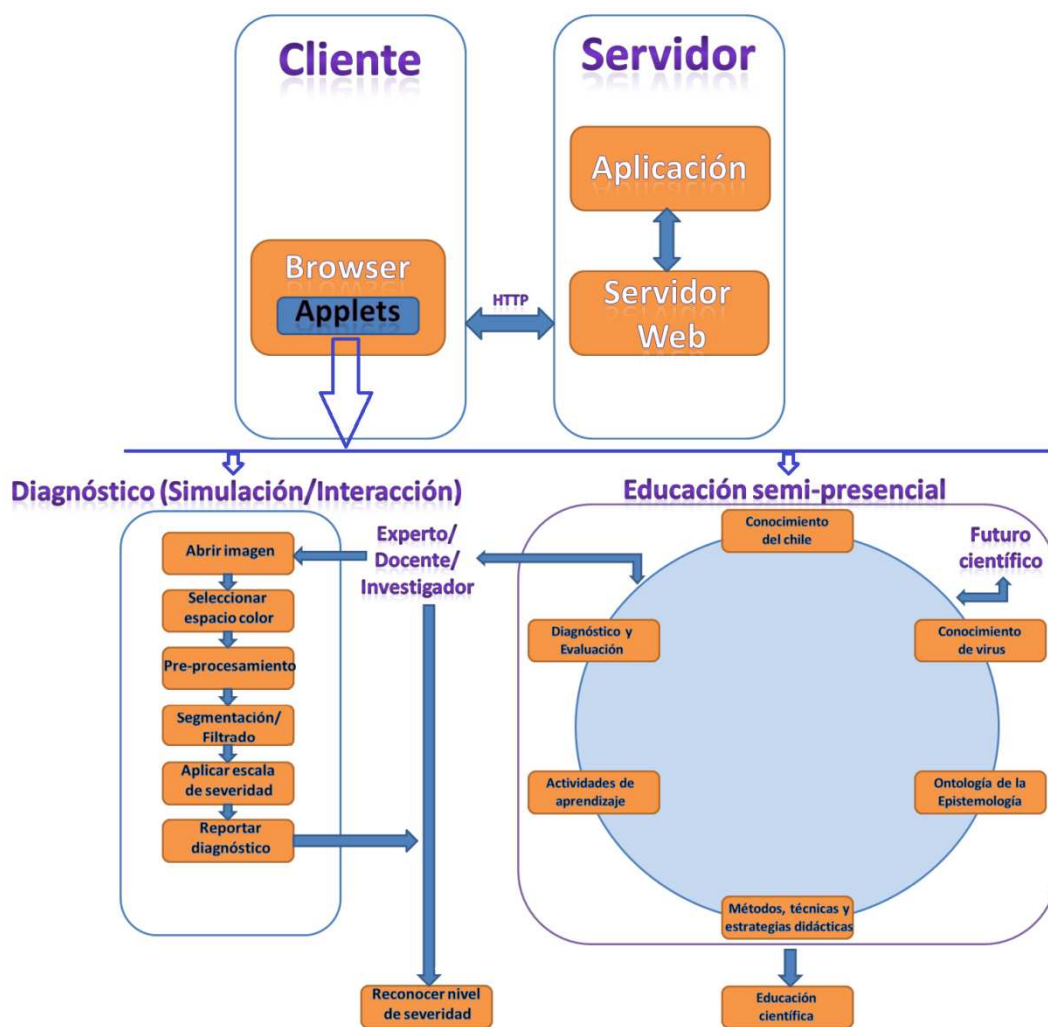 Cliente
Servidor
Aplicación
Browser
Applets
HTTP
Servidor
Web
Diagnóstico (Simulación/Interacción)
Educación semi-presencial
Abrir imagen
Seleccionar
espacio color
Pre-procesamiento
Segmentación/
Filtrado
Aplicar escala
de severidad
Reportar
diagnóstico
Experto/
Docente/
Investigador
Reconocer nivel
de severidad
Conocimiento
del chile
Futuro
científico
Diagnóstico y
Evaluación
Conocimiento
de virus
Actividades de
aprendizaje
Ontología de la
Epistemología
Métodos, técnicas y
estrategias didácticas
Educación
científica